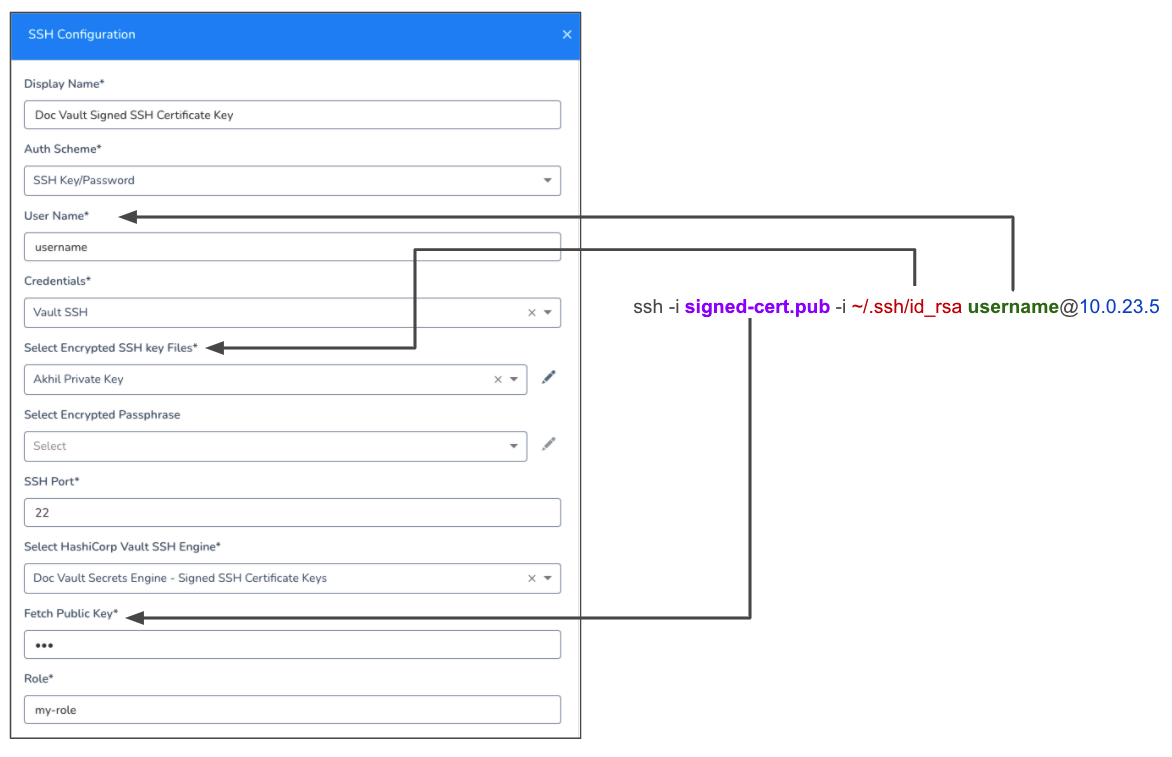 SSH Configuration
Display Name*
Doc Vault Signed SSH Certificate Key
Auth Scheme*
SSH Key/Password
User Name*
username
Credentials*
Vault SSH
Select Encrypted SSH key Files*
Akhil Private Key
Select Encrypted Passphrase
Select
SSH Port*
22
Select HashiCorp Vault SSH Engine*
Doc Vault Secrets Engine - Signed SSH Certificate Keys
Fetch Public Key*
•••
Role*
my-role
ssh -i signed-cert.pub -i ~/.ssh/id_rsa username@10.0.23.5